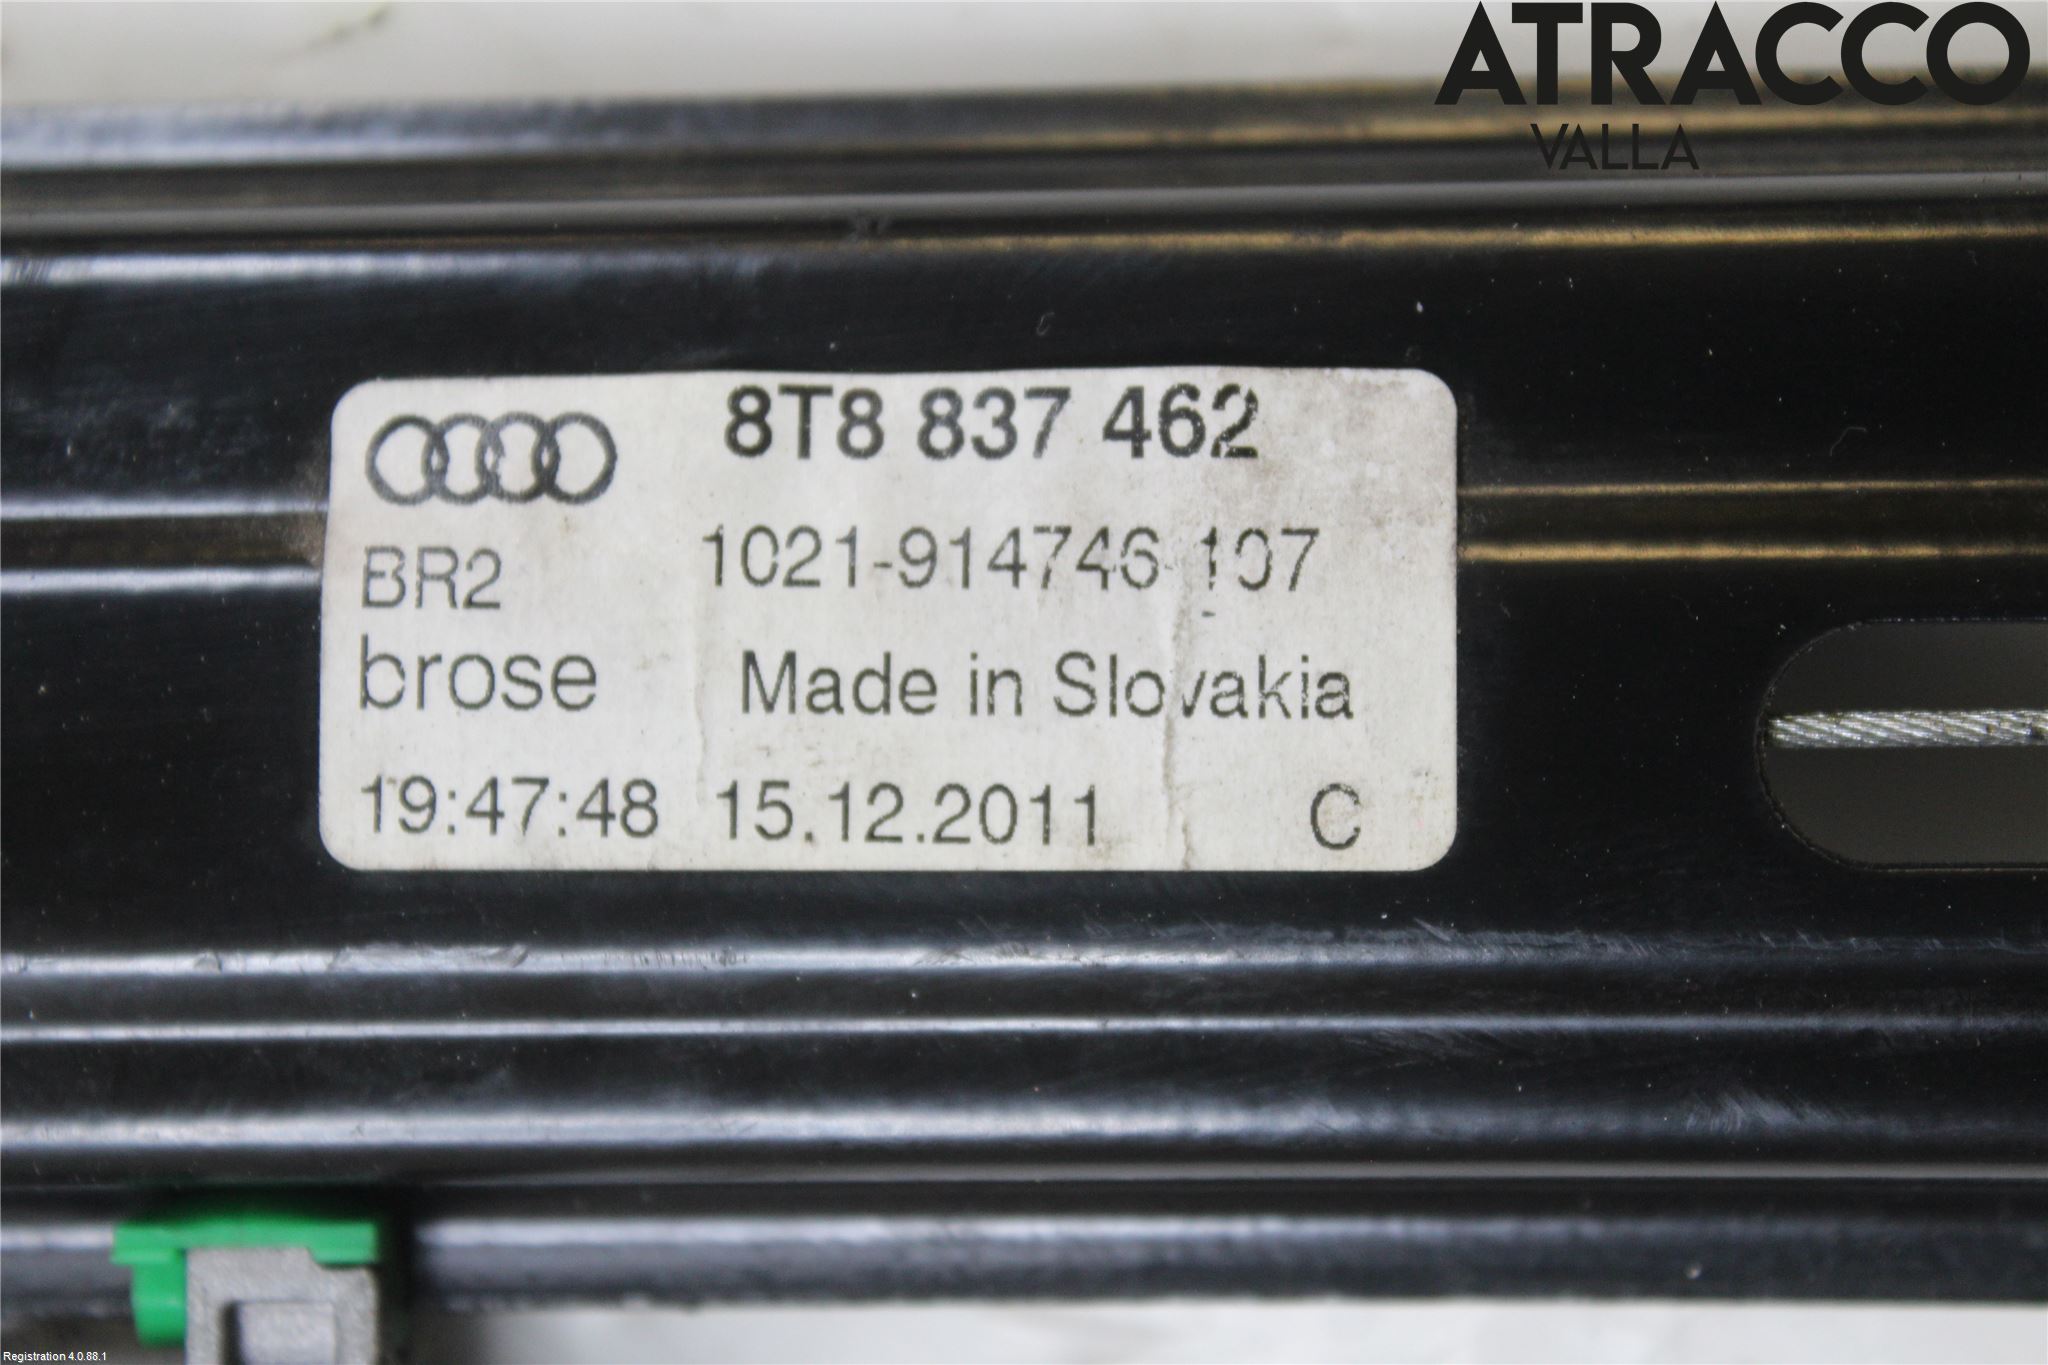 ATRACCO
VALLA
8T8 837 462
BR2 1021-914746 107
brose Made in Slovakia
19:47:48 15.12.2011 C
Registration 4.0.88.1